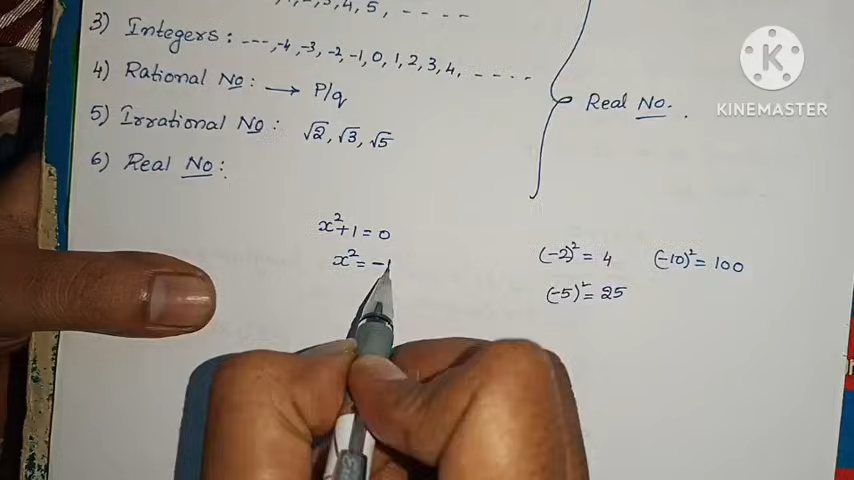 3) Integers : ---, -4, -3, -2, -1, 0, 1, 2, 3, 4, - - - -
4) Rational No : → P/q
5) Irrational No : √2, √3, √5
6) Real No :
Real No.
x²+1=0
x²=-1
(-2)²=4 (-10)²=100
(-5)²=25
K
KINEMASTER